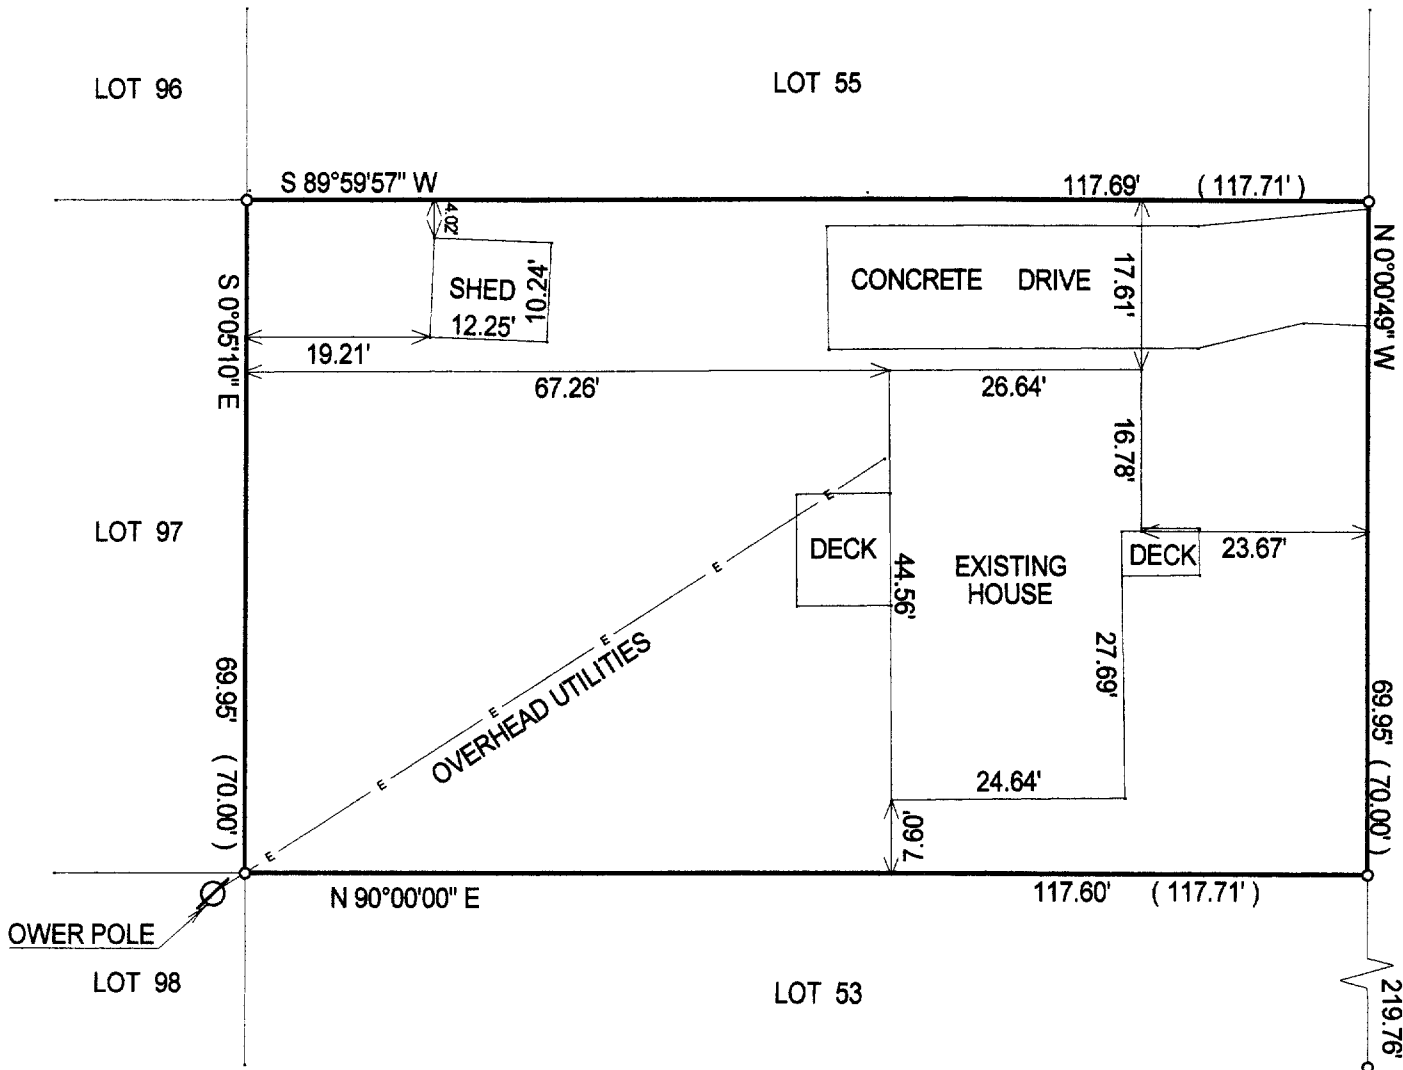 LOT 96
LOT 55
S 89°59'57" W
117.69' ( 117.71' )
4.02'
SHED
10.24'
12.25'
CONCRETE DRIVE
17.61'
N 0°00'49" W
S 0°05'10" E
19.21'
67.26'
26.64'
16.78'
LOT 97
DECK
44.56'
EXISTING
HOUSE
DECK
23.67'
E
E
E
E
E
E
OVERHEAD UTILITIES
27.69'
69.95' ( 70.00' )
69.95' ( 70.00' )
24.64'
7.60'
N 90°00'00" E
117.60' ( 117.71' )
OWER POLE
LOT 98
LOT 53
219.76'